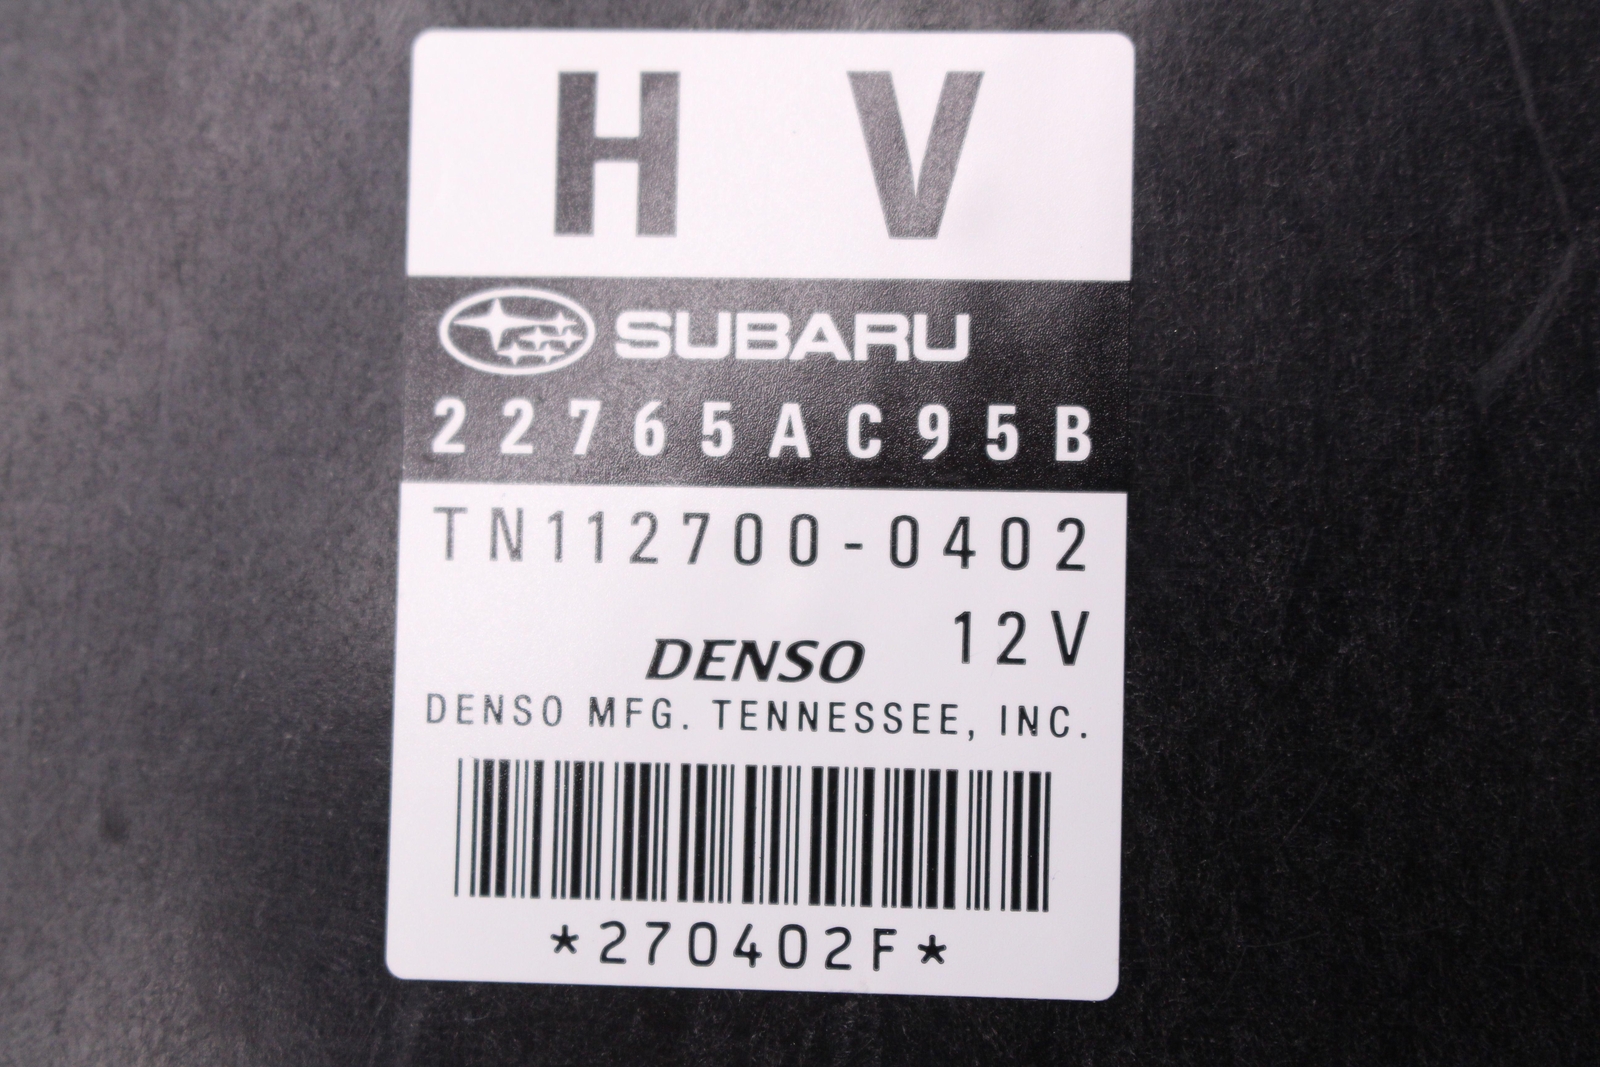 H V
SUBARU
22765AC95B
TN112700-0402
12V
DENSO
DENSO MFG. TENNESSEE, INC.
*270402F*